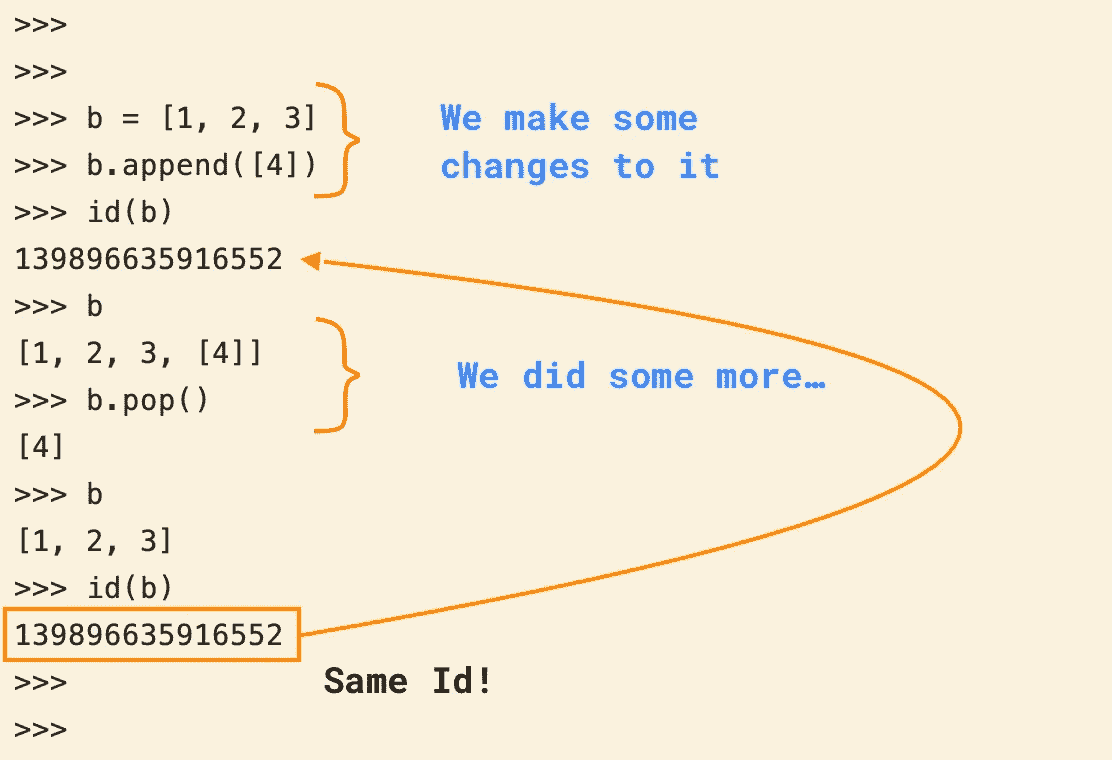 >>>
>>>
>>> b = [1, 2, 3]
>>> b.append([4])
We make some
changes to it
>>> id(b)
139896635916552
>>> b
[1, 2, 3, [4]]
>>> b.pop()
We did some more…
[4]
>>> b
[1, 2, 3]
>>> id(b)
139896635916552
>>>
Same Id!
>>>